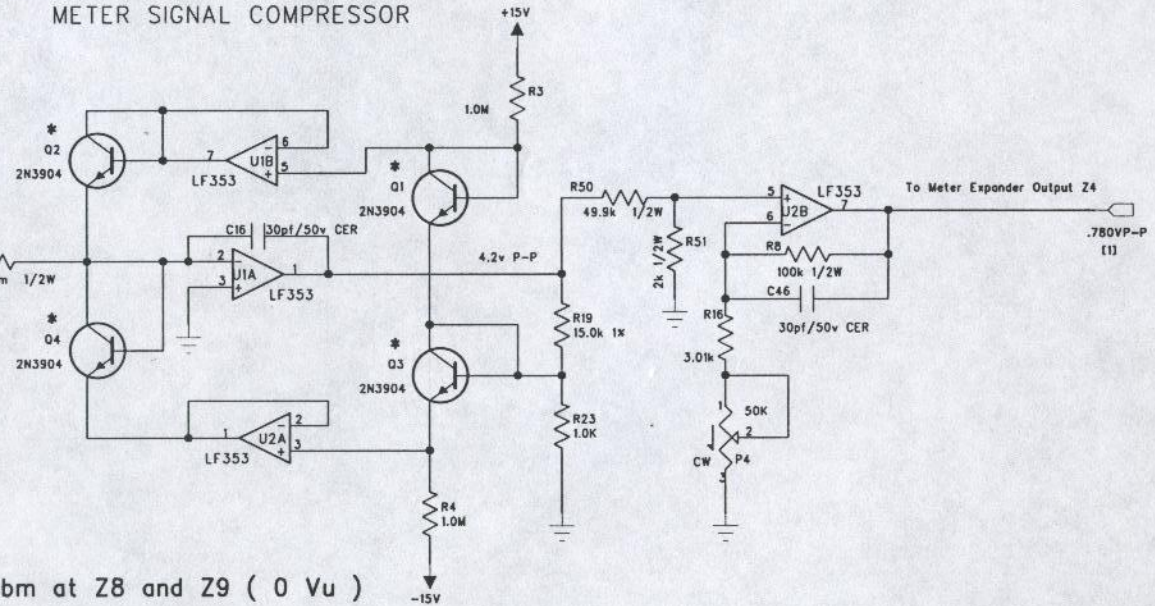 METER SIGNAL COMPRESSOR
+15V
R3
1.0M
*
Q2
2N3904
7
U1B
6
5
LF353
*
Q1
2N3904
C16
30pf/50v CER
2
3
U1A
1
LF353
1/2W
4.2v P-P
R50
49.9k 1/2W
R51
2k 1/2W
5
6
U2B
LF353
7
To Meter Expander Output Z4
.780VP-P
[1]
R8
100k 1/2W
C46
30pf/50v CER
R16
3.01k
R19
15.0k 1%
*
Q4
2N3904
*
Q3
2N3904
R23
1.0K
1
50K
2
CW
P4
3
1
U2A
2
3
LF353
R4
1.0M
-15V
bm at Z8 and Z9 ( 0 Vu )